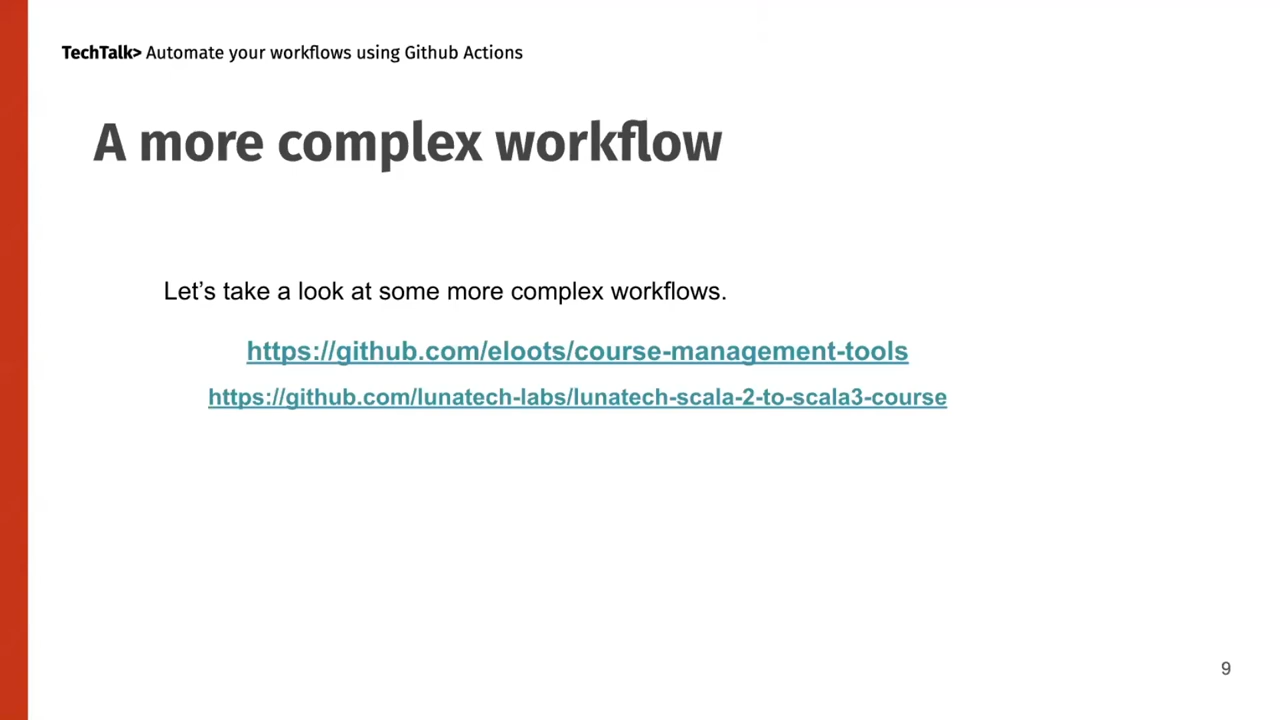 TechTalk> Automate your workflows using Github Actions
A more complex workflow
Let’s take a look at some more complex workflows.
https://github.com/eloots/course-management-tools
https://github.com/lunatech-labs/lunatech-scala-2-to-scala3-course
9